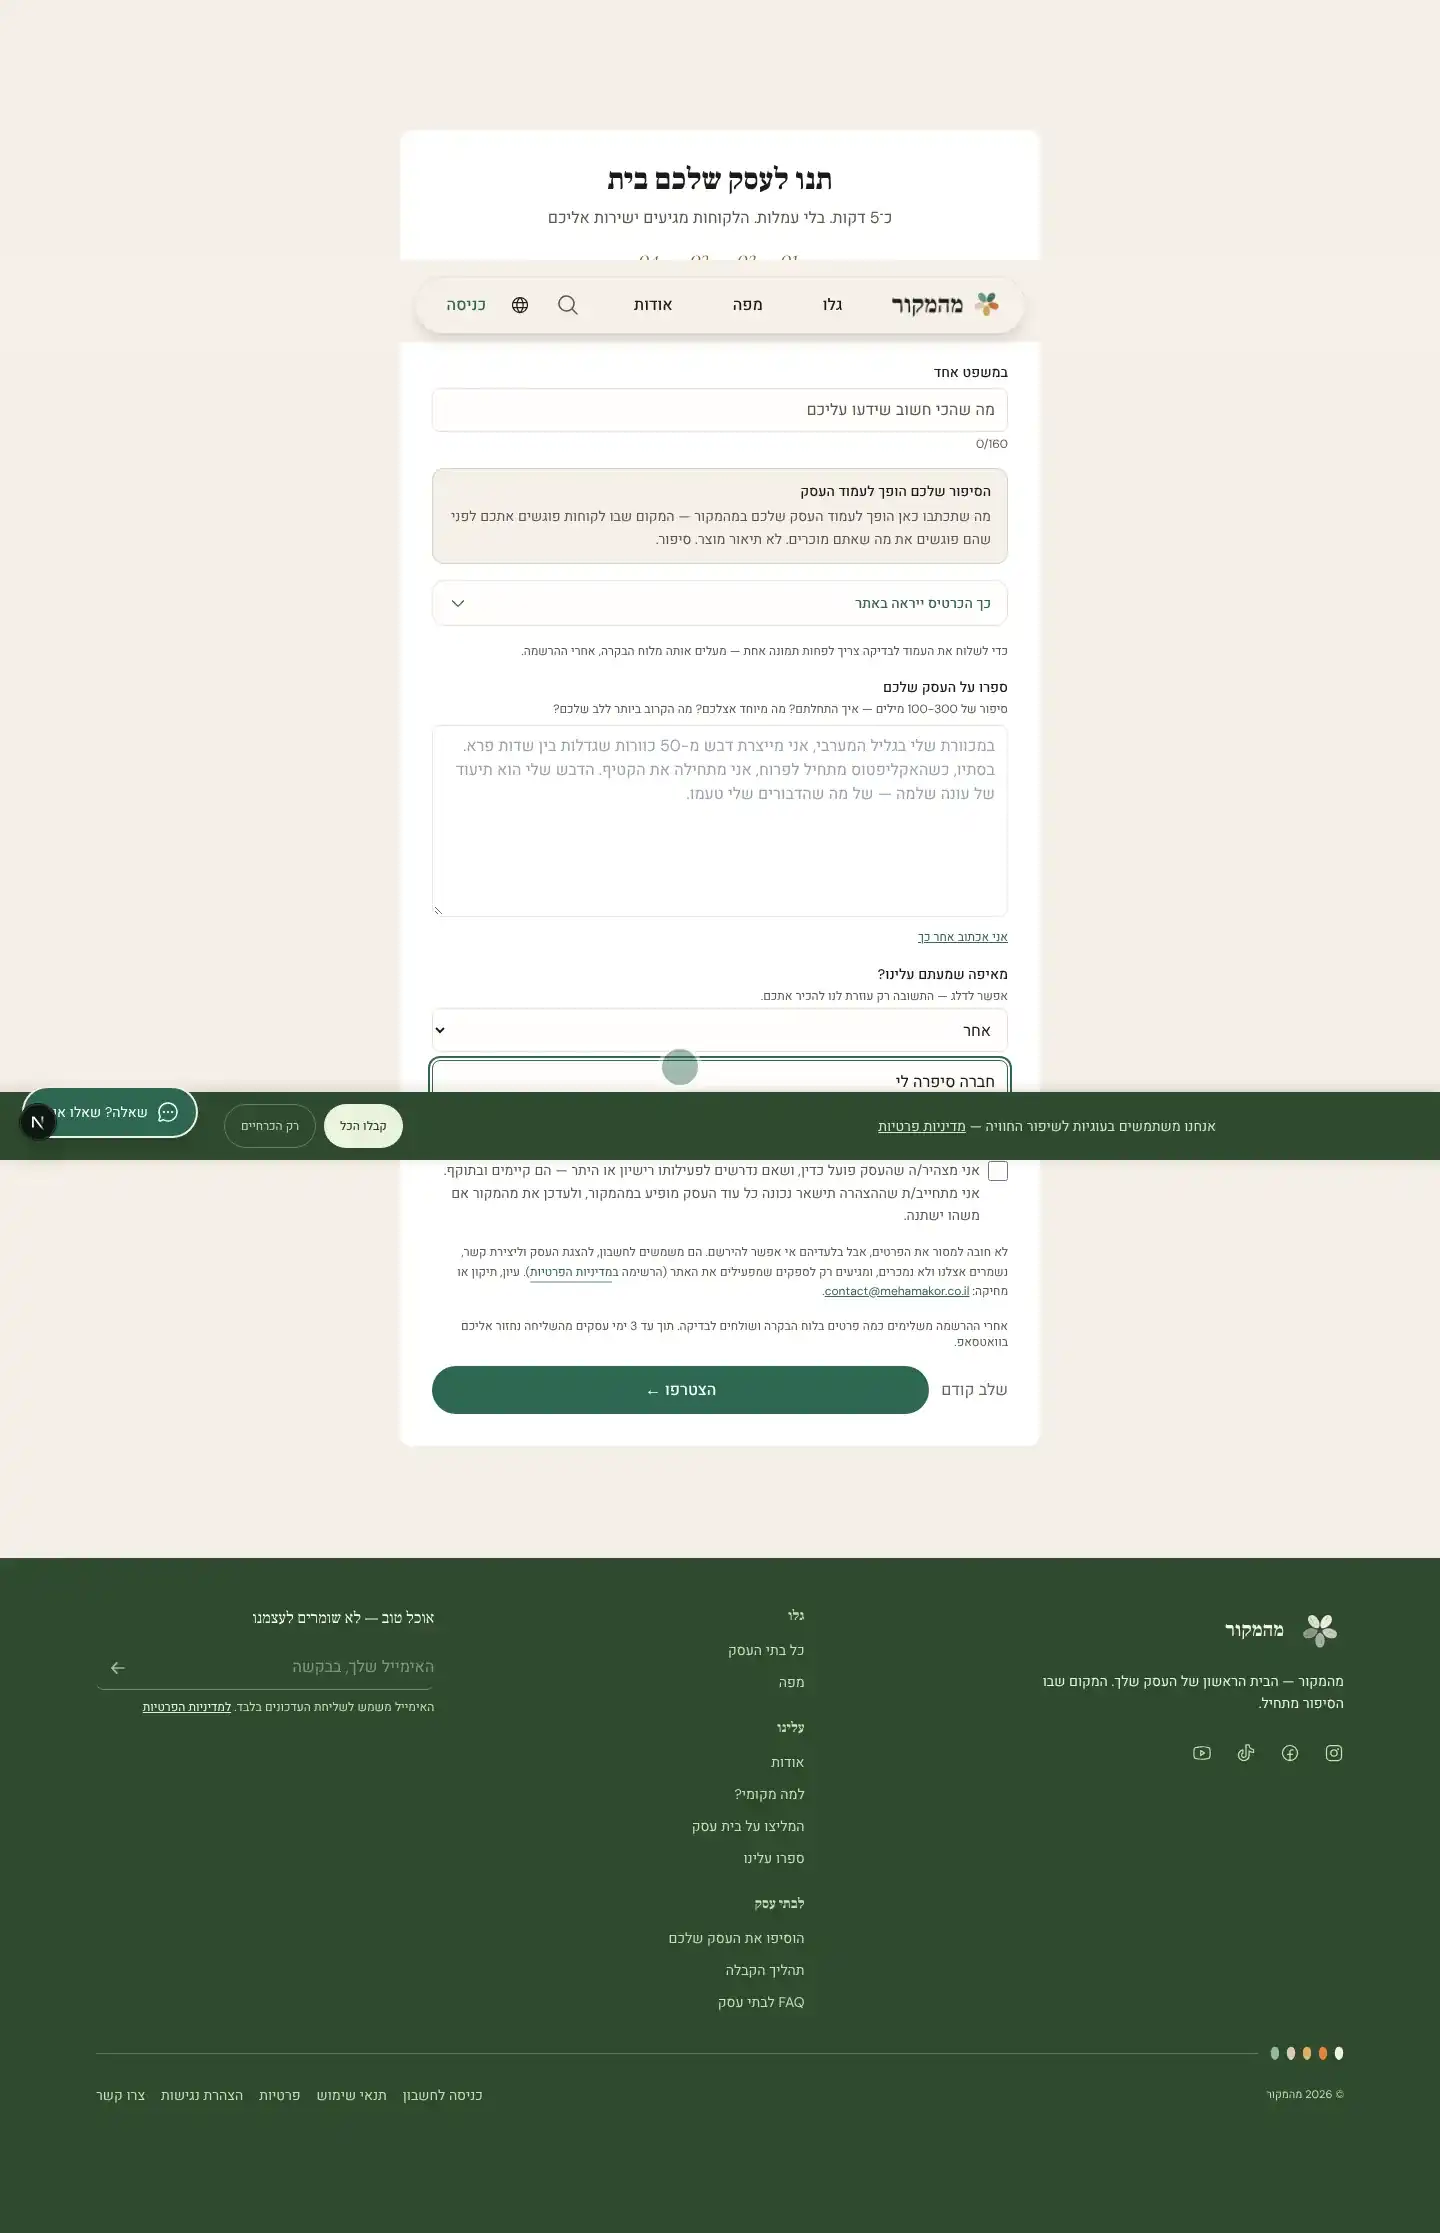 תנו לעסק שלכם בית
כ־5 דקות. בלי עמלות. הלקוחות מגיעים ישירות אליכם
מהמקור
גלו
מפה
אודות
כניסה
במשפט אחד
מה שהכי חשוב שידעו עליכם
0/160
הסיפור שלכם הופך לעמוד העסק
מה שתכתבו כאן הופך לעמוד העסק שלכם במהמקור — המקום שבו לקוחות פוגשים אתכם לפני
שהם פוגשים את מה שאתם מוכרים. לא תיאור מוצר. סיפור.
כך הכרטיס ייראה באתר
כדי לשלוח את העמוד לבדיקה צריך לפחות תמונה אחת — מעלים אותה מלוח הבקרה, אחרי ההרשמה.
ספרו על העסק שלכם
סיפור של 100-300 מילים — איך התחלתם? מה מיוחד אצלכם? מה הקרוב ביותר ללב שלכם?
במכוורת שלי בגליל המערבי, אני מייצרת דבש מ-50 כוורות שגדלות בין שדות פרא.
בסתיו, כשהאקליפטוס מתחיל לפרוח, אני מתחילה את הקטיף. הדבש שלי הוא תיעוד
של עונה שלמה — של מה שהדבורים שלי טעמו.
אני אכתוב אחר כך
מאיפה שמעתם עלינו?
אפשר לדלג — התשובה רק עוזרת לנו להכיר אתכם.
אחר
חברה סיפרה לי
אנחנו משתמשים בעוגיות לשיפור החוויה — מדיניות פרטיות
קבלו הכל
רק הכרחיים
שאלה? שאלו
N
אני מצהיר/ה שהעסק פועל כדין, ושאם נדרשים לפעילותו רישיון או היתר — הם קיימים ובתוקף.
אני מתחייב/ת שההצהרה תישאר נכונה כל עוד העסק מופיע במהמקור, ולעדכן את מהמקור אם
משהו ישתנה.
לא חובה למסור את הפרטים, אבל בלעדיהם אי אפשר להירשם. הם משמשים לחשבון, להצגת העסק וליצירת קשר,
נשמרים אצלנו ולא נמכרים, ומגיעים רק לספקים שמפעילים את האתר (הרשימה במדיניות הפרטיות). עיון, תיקון או
מחיקה: contact@mehamakor.co.il.
אחרי ההרשמה משלימים כמה פרטים בלוח הבקרה ושולחים לבדיקה. תוך עד 3 ימי עסקים מהשליחה נחזור אליכם
בוואטסאפ.
שלב קודם
הצטרפו ←
מהמקור
מהמקור — הבית הראשון של העסק שלך. המקום שבו
הסיפור מתחיל.
גלו
כל בתי העסק
מפה
עלינו
אודות
למה מקומי?
המליצו על בית עסק
ספרו עלינו
לבתי עסק
הוסיפו את העסק שלכם
תהליך הקבלה
FAQ לבתי עסק
אוכל טוב — לא שומרים לעצמנו
האימייל שלך, בבקשה
האימייל משמש לשליחת העדכונים בלבד. למדיניות הפרטיות
© 2026 מהמקור
כניסה לחשבון
תנאי שימוש
פרטיות
הצהרת נגישות
צרו קשר